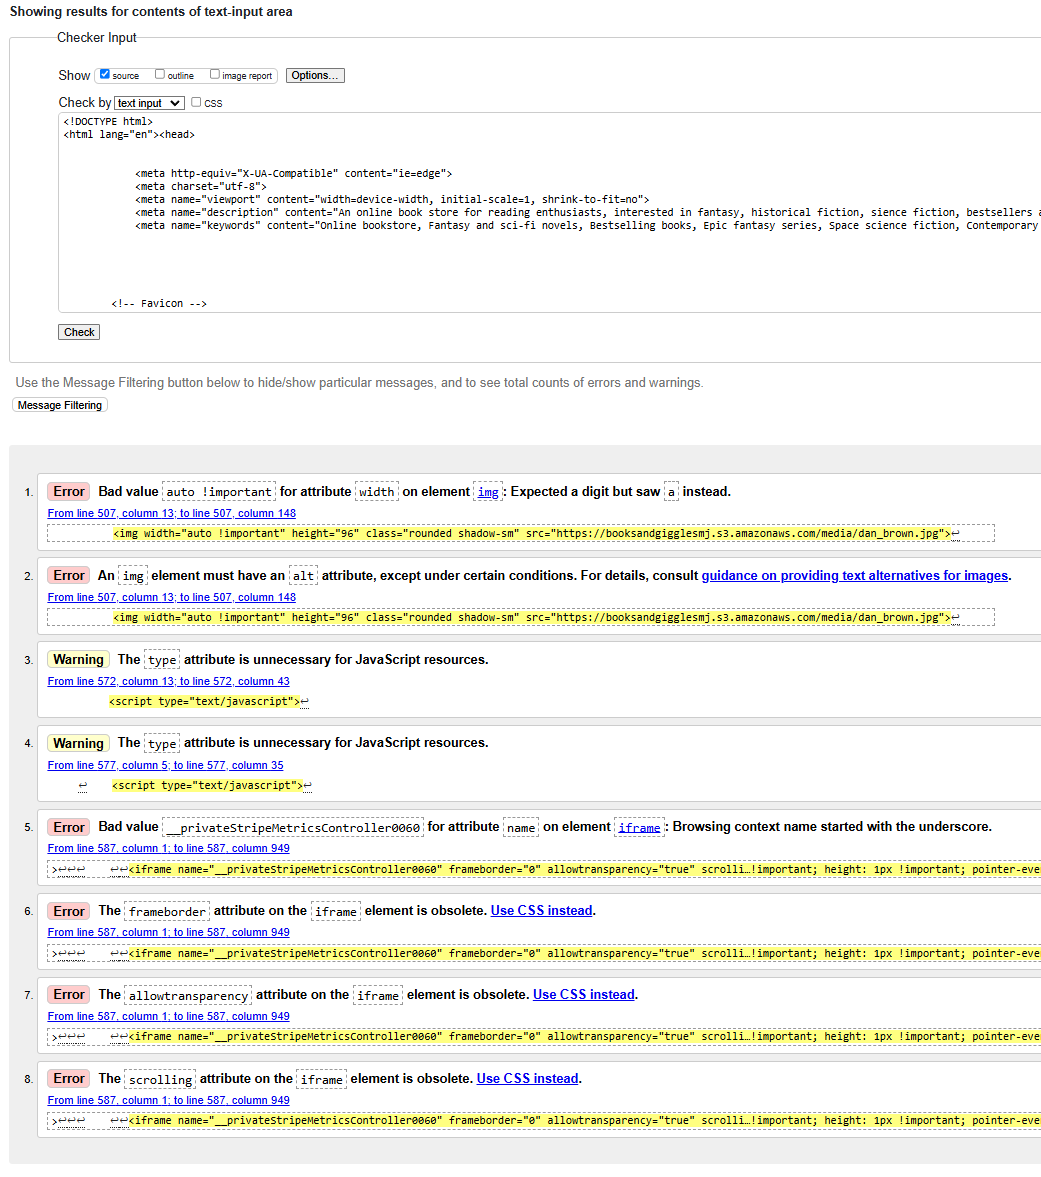 Showing results for contents of text-input area
Checker Input
Show source outline image report Options...
Check by text input css
<!DOCTYPE html>
<html lang="en"><head>
<meta http-equiv="X-UA-Compatible" content="ie=edge">
<meta charset="utf-8">
<meta name="viewport" content="width=device-width, initial-scale=1, shrink-to-fit=no">
<meta name="description" content="An online book store for reading enthusiasts, interested in fantasy, historical fiction, sience fiction, bestsellers a
<meta name="keywords" content="Online bookstore, Fantasy and sci-fi novels, Bestselling books, Epic fantasy series, Space science fiction, Contemporary
<!-- Favicon -->
Check
Use the Message Filtering button below to hide/show particular messages, and to see total counts of errors and warnings.
Message Filtering
1. Error Bad value auto !important for attribute width on element img: Expected a digit but saw a instead.
From line 507, column 13; to line 507, column 148
<img width="auto !important" height="96" class="rounded shadow-sm" src="https://booksandgigglesmj.s3.amazonaws.com/media/dan_brown.jpg">↩
2. Error An img element must have an alt attribute, except under certain conditions. For details, consult guidance on providing text alternatives for images.
From line 507, column 13; to line 507, column 148
<img width="auto !important" height="96" class="rounded shadow-sm" src="https://booksandgigglesmj.s3.amazonaws.com/media/dan_brown.jpg">↩
3. Warning The type attribute is unnecessary for JavaScript resources.
From line 572, column 13; to line 572, column 43
<script type="text/javascript">↩
4. Warning The type attribute is unnecessary for JavaScript resources.
From line 577, column 5; to line 577, column 35
↩ <script type="text/javascript">↩
5. Error Bad value __privateStripeMetricsController0060 for attribute name on element iframe: Browsing context name started with the underscore.
From line 587, column 1; to line 587, column 949
>↩↩↩ ↩↩<iframe name="__privateStripeMetricsController0060" frameborder="0" allowtransparency="true" scrolli…!important; height: 1px !important; pointer-eve
6. Error The frameborder attribute on the iframe element is obsolete. Use CSS instead.
From line 587, column 1; to line 587, column 949
>↩↩↩ ↩↩<iframe name="__privateStripeMetricsController0060" frameborder="0" allowtransparency="true" scrolli…!important; height: 1px !important; pointer-eve
7. Error The allowtransparency attribute on the iframe element is obsolete. Use CSS instead.
From line 587, column 1; to line 587, column 949
>↩↩↩ ↩↩<iframe name="__privateStripeMetricsController0060" frameborder="0" allowtransparency="true" scrolli…!important; height: 1px !important; pointer-eve
8. Error The scrolling attribute on the iframe element is obsolete. Use CSS instead.
From line 587, column 1; to line 587, column 949
>↩↩↩ ↩↩<iframe name="__privateStripeMetricsController0060" frameborder="0" allowtransparency="true" scrolli…!important; height: 1px !important; pointer-eve